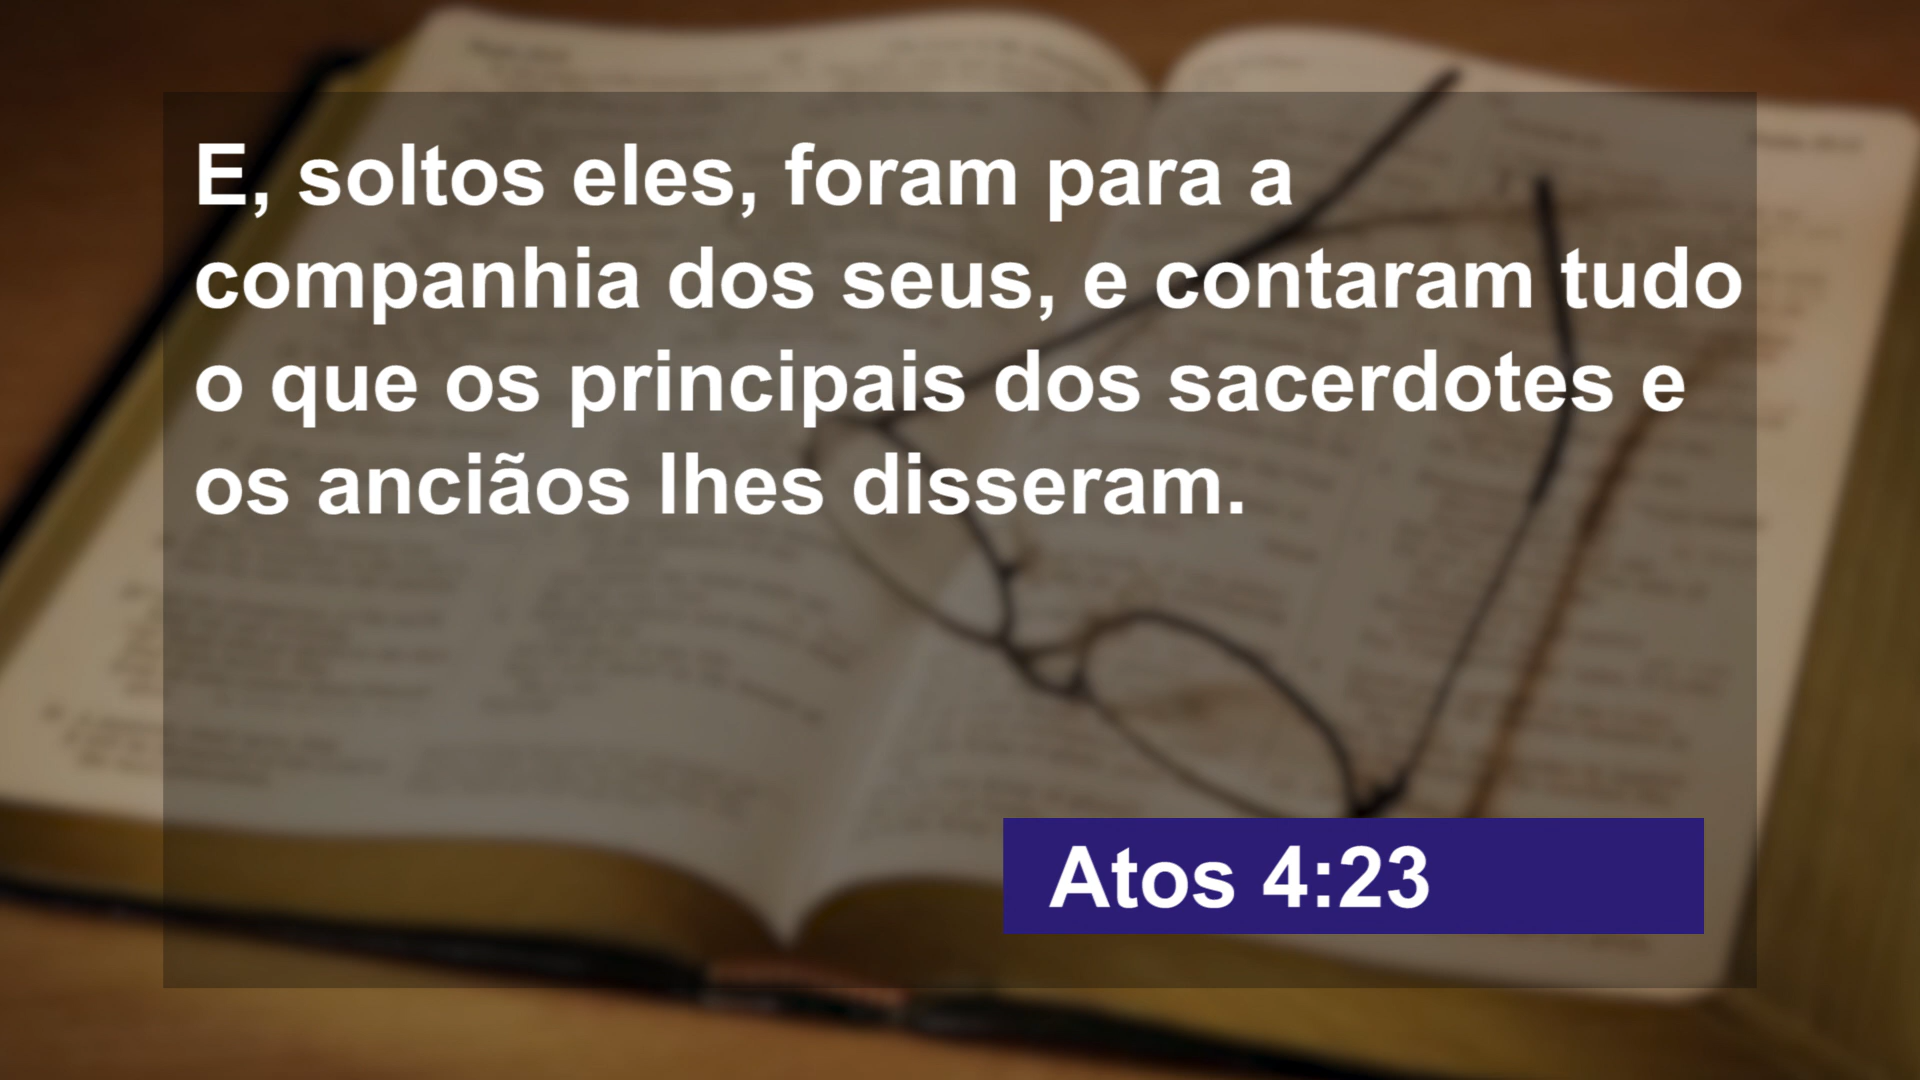 E, soltos eles, foram para a
companhia dos seus, e contaram tudo
o que os principais dos sacerdotes e
os anciãos lhes disseram.
Atos 4:23